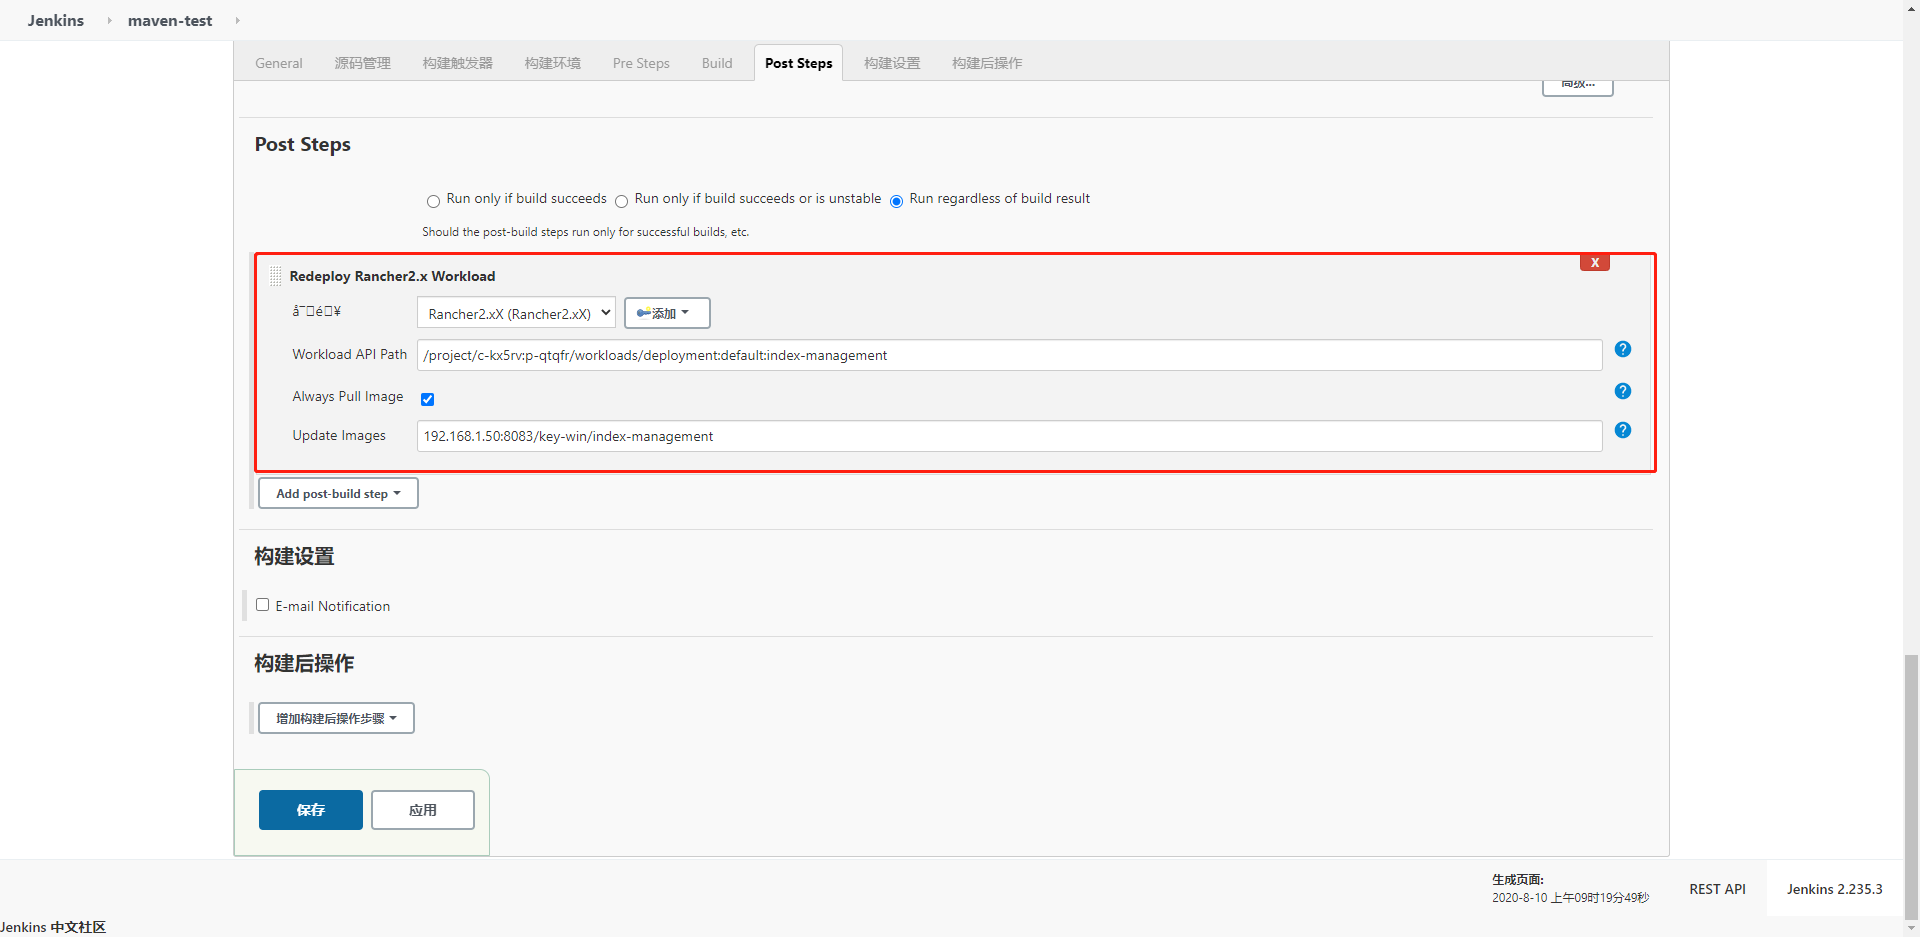 Jenkins maven-test
General 源码管理 构建触发器 构建环境 Pre Steps Build Post Steps 构建设置 构建后操作
高级...
Post Steps
Run only if build succeeds Run only if build succeeds or is unstable Run regardless of build result
Should the post-build steps run only for successful builds, etc.
X
Redeploy Rancher2.x Workload
Rancher2.xX (Rancher2.xX) 添加
Workload API Path /project/c-kx5rv:p-qtqfr/workloads/deployment:default:index-management ?
Always Pull Image ?
Update Images 192.168.1.50:8083/key-win/index-management ?
Add post-build step
构建设置
E-mail Notification
构建后操作
增加构建后操作步骤
保存 应用
生成页面:
2020-8-10 上午09时19分49秒 REST API Jenkins 2.235.3
Jenkins 中文社区